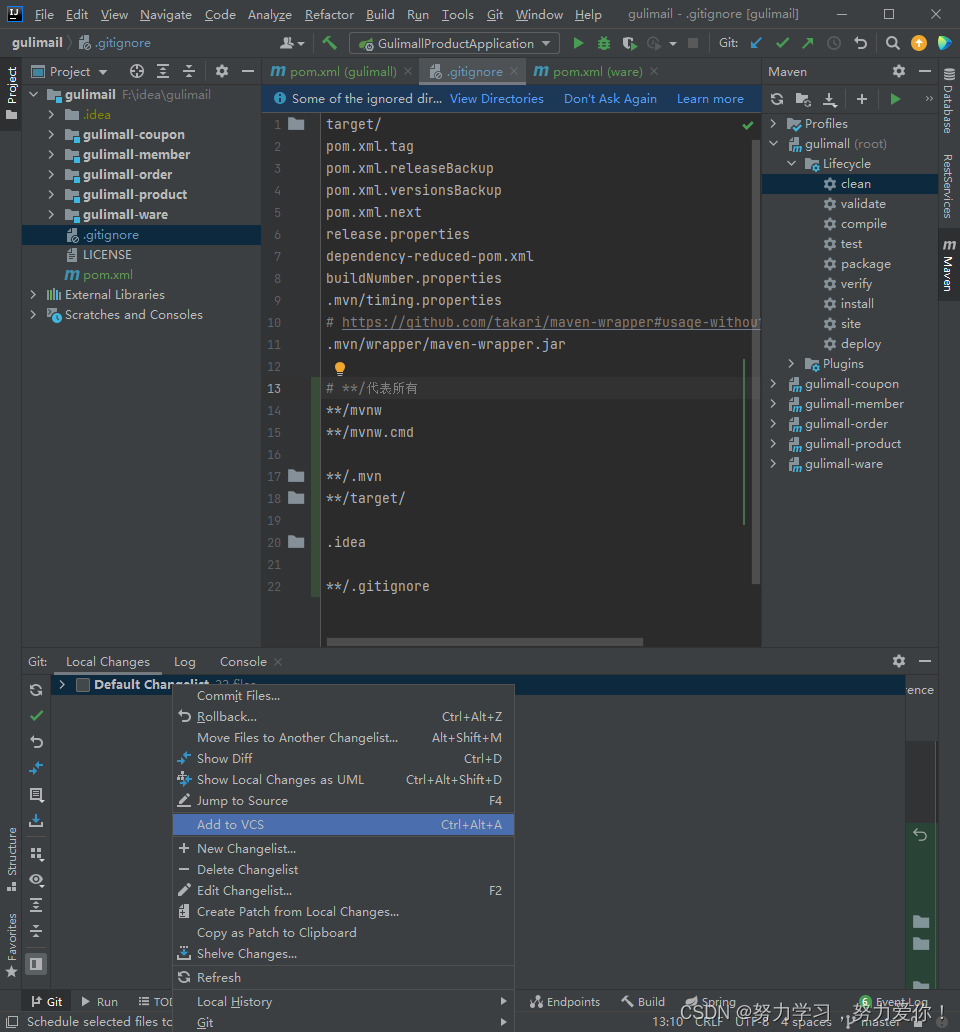 File Edit View Navigate Code Analyze Refactor Build Run Tools Git Window Help gulimail - .gitignore [gulimail]
gulimail .gitignore GulimallProductApplication Git:
Project pom.xml (gulimall) .gitignore pom.xml (ware) Maven
Project
Structure
Favorites
gulimail F:\idea\gulimail
.idea
gulimall-coupon
gulimall-member
gulimall-order
gulimall-product
gulimall-ware
.gitignore
LICENSE
pom.xml
External Libraries
Scratches and Consoles
Some of the ignored dir... View Directories Don't Ask Again Learn more
1 target/
2 pom.xml.tag
3 pom.xml.releaseBackup
4 pom.xml.versionsBackup
5 pom.xml.next
6 release.properties
7 dependency-reduced-pom.xml
8 buildNumber.properties
9 .mvn/timing.properties
10 # https://github.com/takari/maven-wrapper#usage-without
11 .mvn/wrapper/maven-wrapper.jar
12
13 # **/代表所有
14 **/mvnw
15 **/mvnw.cmd
16
17 **/.mvn
18 **/target/
19
20 .idea
21
22 **/.gitignore
Profiles
gulimall (root)
Lifecycle
clean
validate
compile
test
package
verify
install
site
deploy
Plugins
gulimall-coupon
gulimall-member
gulimall-order
gulimall-product
gulimall-ware
Database
RestServices
Maven
Git: Local Changes Log Console
Default Changelist 22 files
rence
Commit Files...
Rollback... Ctrl+Alt+Z
Move Files to Another Changelist... Alt+Shift+M
Show Diff Ctrl+D
Show Local Changes as UML Ctrl+Alt+Shift+D
Jump to Source F4
Add to VCS Ctrl+Alt+A
New Changelist...
Delete Changelist
Edit Changelist... F2
Create Patch from Local Changes...
Copy as Patch to Clipboard
Shelve Changes...
Refresh
Local History
Git
Git Run TOD Endpoints Build Spring 6 Event Log
Schedule selected files to 13:10 CRLF UTF-8 4 spaces master
CSDN @努力学习，努力爱你！